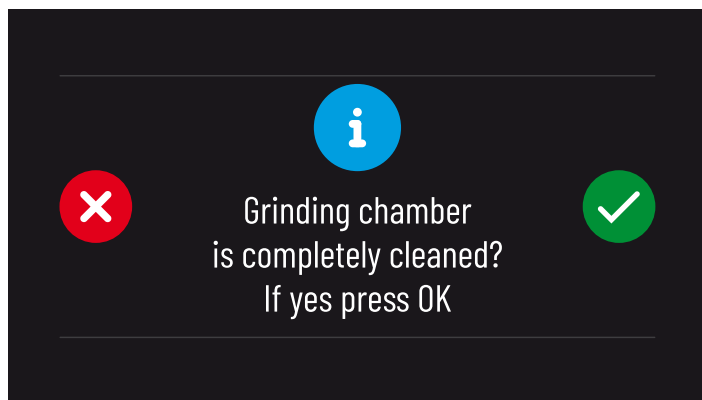 Grinding chamber
is completely cleaned?
If yes press OK